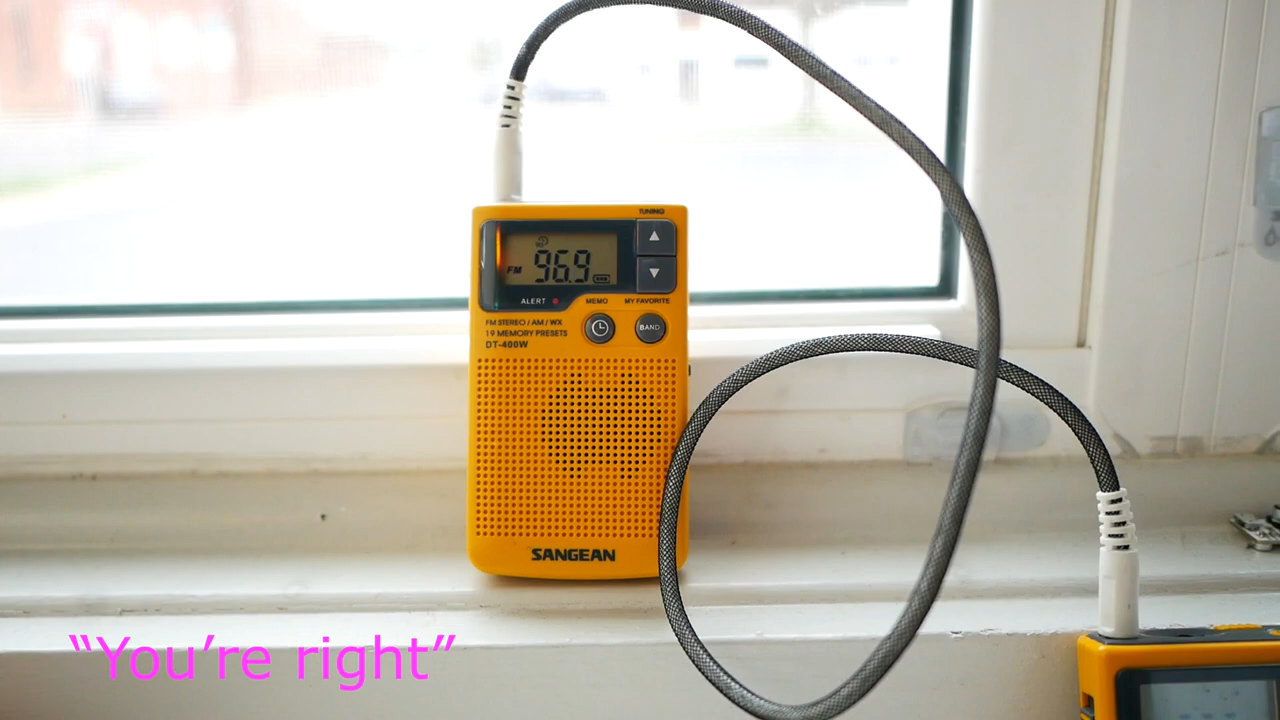 TUNING
FM 96.9
ALERT
MEMO MY FAVORITE
FM STEREO / AM / WX
19 MEMORY PRESETS
BAND
DT-400W
SANGEAN
“You’re right”